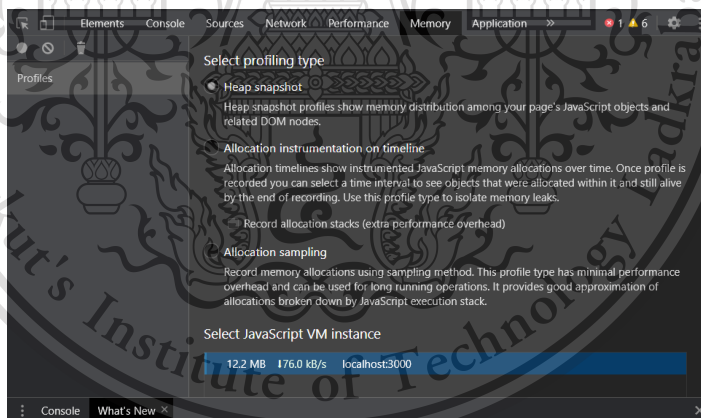 Elements Console Sources Network Performance Memory Application » 1 6
Profiles
Select profiling type
Heap snapshot
Heap snapshot profiles show memory distribution among your page's JavaScript objects and
related DOM nodes.
Allocation instrumentation on timeline
Allocation timelines show instrumented JavaScript memory allocations over time. Once profile is
recorded you can select a time interval to see objects that were allocated within it and still alive
by the end of recording. Use this profile type to isolate memory leaks.
Record allocation stacks (extra performance overhead)
Allocation sampling
Record memory allocations using sampling method. This profile type has minimal performance
overhead and can be used for long running operations. It provides good approximation of
allocations broken down by JavaScript execution stack.
Select JavaScript VM instance
12.2 MB ⭡76.0 kB/s localhost:3000
Console What's New ×
kut's Institute of Technology Ladkra